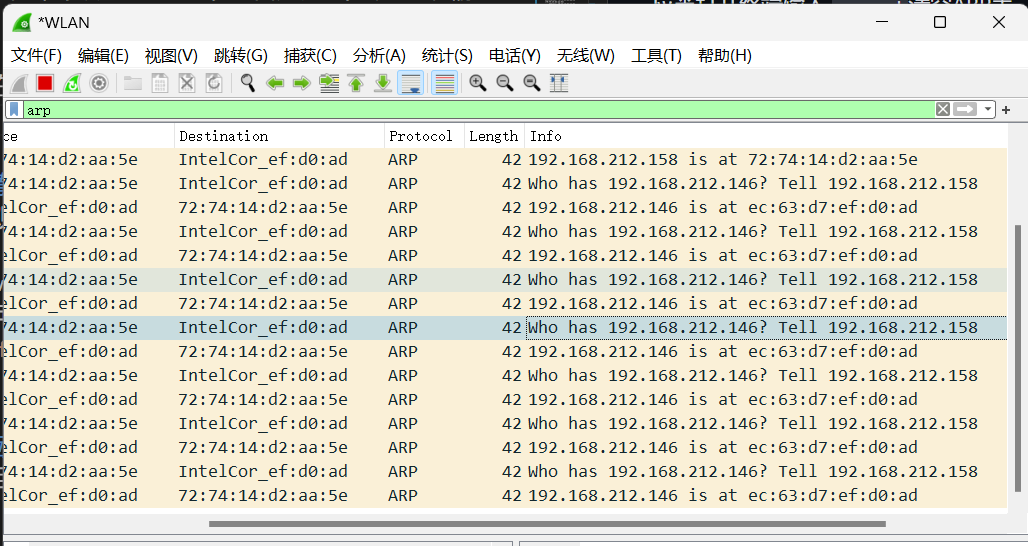 *WLAN
文件(F) 编辑(E) 视图(V) 跳转(G) 捕获(C) 分析(A) 统计(S) 电话(Y) 无线(W) 工具(T) 帮助(H)
arp
ce Destination Protocol Length Info
74:14:d2:aa:5e IntelCor_ef:d0:ad ARP 42 192.168.212.158 is at 72:74:14:d2:aa:5e
74:14:d2:aa:5e IntelCor_ef:d0:ad ARP 42 Who has 192.168.212.146? Tell 192.168.212.158
elCor_ef:d0:ad 72:74:14:d2:aa:5e ARP 42 192.168.212.146 is at ec:63:d7:ef:d0:ad
74:14:d2:aa:5e IntelCor_ef:d0:ad ARP 42 Who has 192.168.212.146? Tell 192.168.212.158
elCor_ef:d0:ad 72:74:14:d2:aa:5e ARP 42 192.168.212.146 is at ec:63:d7:ef:d0:ad
74:14:d2:aa:5e IntelCor_ef:d0:ad ARP 42 Who has 192.168.212.146? Tell 192.168.212.158
elCor_ef:d0:ad 72:74:14:d2:aa:5e ARP 42 192.168.212.146 is at ec:63:d7:ef:d0:ad
74:14:d2:aa:5e IntelCor_ef:d0:ad ARP 42 Who has 192.168.212.146? Tell 192.168.212.158
elCor_ef:d0:ad 72:74:14:d2:aa:5e ARP 42 192.168.212.146 is at ec:63:d7:ef:d0:ad
74:14:d2:aa:5e IntelCor_ef:d0:ad ARP 42 Who has 192.168.212.146? Tell 192.168.212.158
elCor_ef:d0:ad 72:74:14:d2:aa:5e ARP 42 192.168.212.146 is at ec:63:d7:ef:d0:ad
74:14:d2:aa:5e IntelCor_ef:d0:ad ARP 42 Who has 192.168.212.146? Tell 192.168.212.158
elCor_ef:d0:ad 72:74:14:d2:aa:5e ARP 42 192.168.212.146 is at ec:63:d7:ef:d0:ad
74:14:d2:aa:5e IntelCor_ef:d0:ad ARP 42 Who has 192.168.212.146? Tell 192.168.212.158
elCor_ef:d0:ad 72:74:14:d2:aa:5e ARP 42 192.168.212.146 is at ec:63:d7:ef:d0:ad